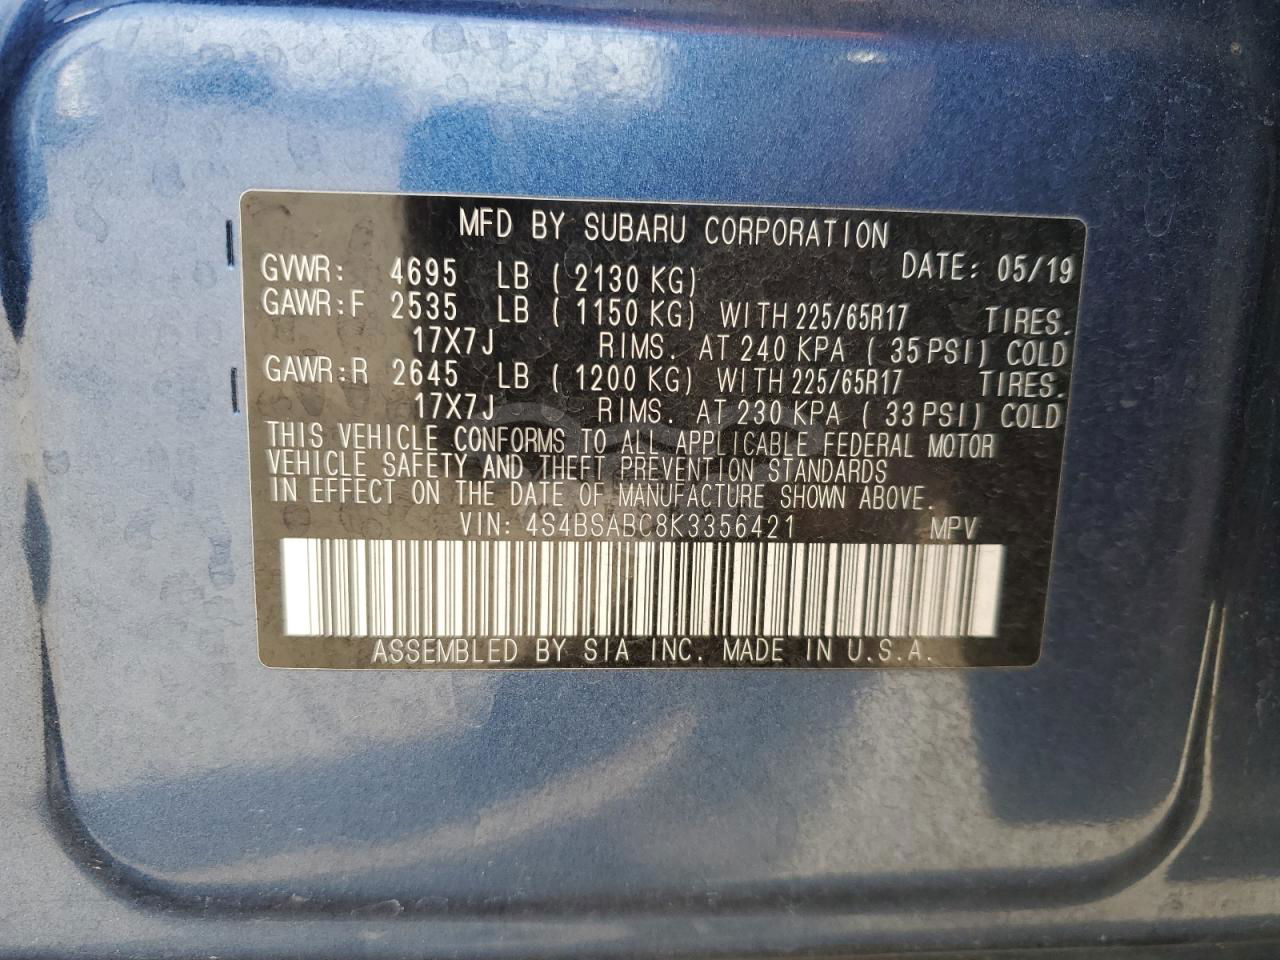 MFD BY SUBARU CORPORATION
GVWR: 4695 LB ( 2130 KG) DATE: 05/19
GAWR:F 2535 LB ( 1150 KG) WITH 225/65R17 TIRES.
17X7J RIMS. AT 240 KPA ( 35 PSI) COLD
GAWR:R 2645 LB ( 1200 KG) WITH 225/65R17 TIRES.
17X7J RIMS. AT 230 KPA ( 33 PSI) COLD
THIS VEHICLE CONFORMS TO ALL APPLICABLE FEDERAL MOTOR
VEHICLE SAFETY AND THEFT PREVENTION STANDARDS
IN EFFECT ON THE DATE OF MANUFACTURE SHOWN ABOVE.
VIN: 4S4BSABC8K3356421 MPV
ASSEMBLED BY SIA INC. MADE IN U.S.A.